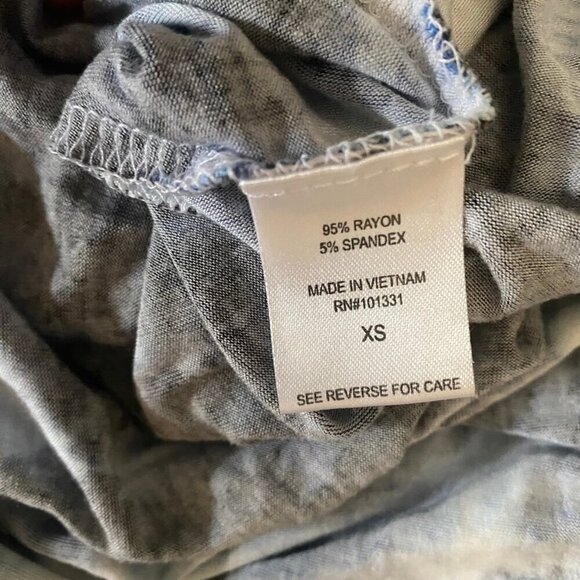 95% RAYON
5% SPANDEX
MADE IN VIETNAM
RN#101331
XS
SEE REVERSE FOR CARE